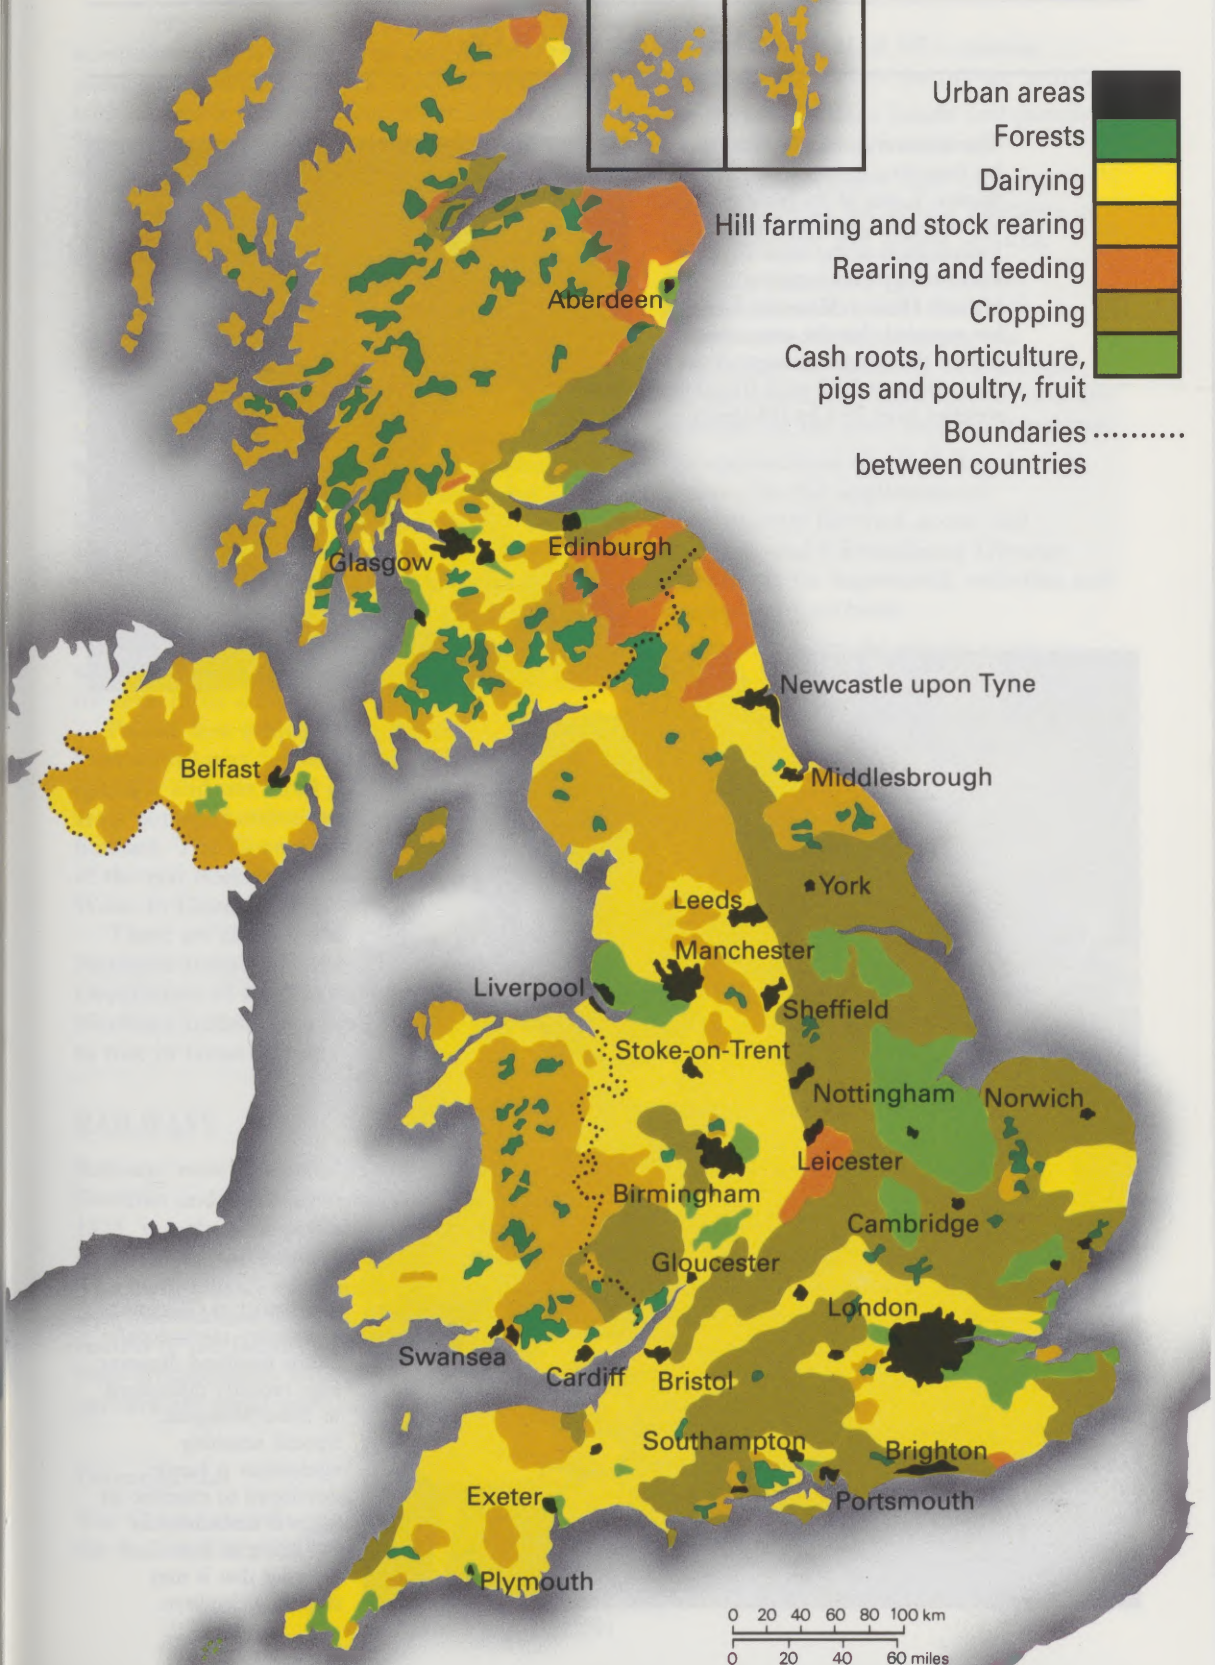 Urban areas
Forests
Dairying
Hill farming and stock rearing
Rearing and feeding
Cropping
Cash roots, horticulture,
pigs and poultry, fruit
Boundaries
between countries
Aberdeen
Edinburgh
Glasgow
Newcastle upon Tyne
Belfast
Middlesbrough
York
Leeds
Manchester
Liverpool
Sheffield
Stoke-on-Trent
Nottingham
Norwich
Leicester
Birmingham
Cambridge
Gloucester
London
Swansea
Cardiff
Bristol
Southampton
Brighton
Exeter
Portsmouth
Plymouth
0 20 40 60 80 100 km
0 20 40 60 miles